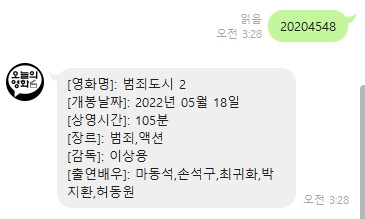 읽음
오전 3:28
20204548
오늘의
영화
[영화명]: 범죄도시 2
[개봉날짜]: 2022년 05월 18일
[상영시간]: 105분
[장르]: 범죄,액션
[감독]: 이상용
[출연배우]: 마동석,손석구,최귀화,박
지환,허동원
오전 3:28